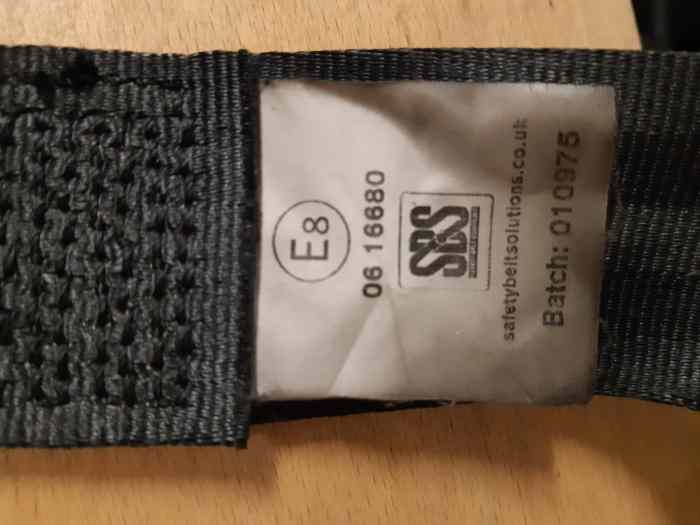 E8
06 16680
SBS
safetybeltsolutions.co.uk
Batch: 010975